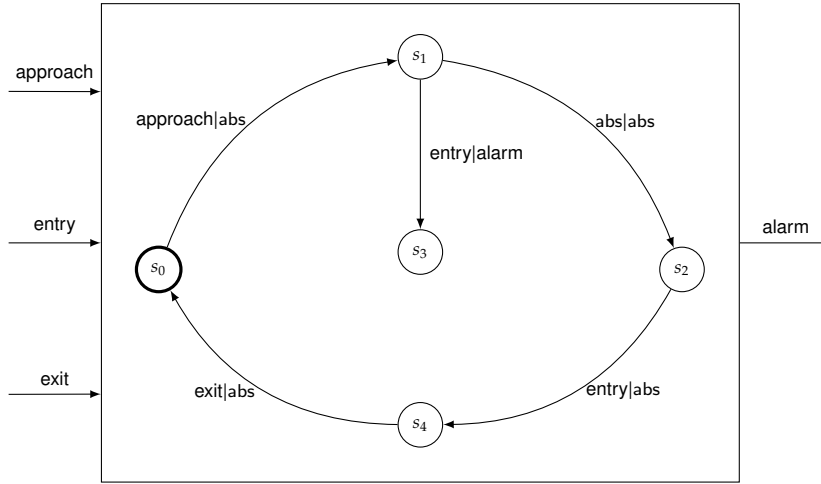 s1
approach
approach|abs
abs|abs
entry|alarm
entry
alarm
s0
s3
s2
exit
exit|abs
entry|abs
s4